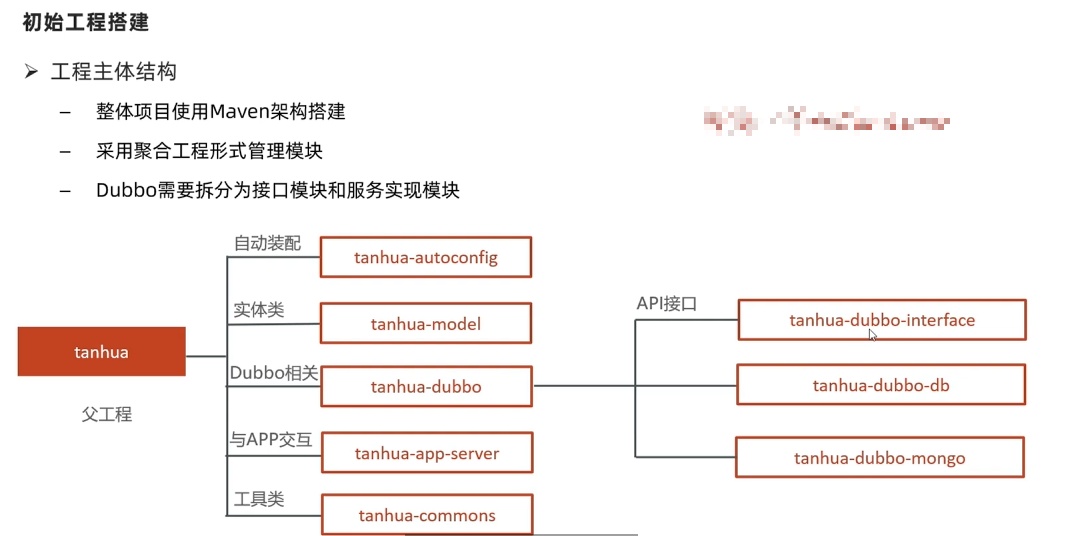 初始工程搭建
➢ 工程主体结构
– 整体项目使用Maven架构搭建
– 采用聚合工程形式管理模块
– Dubbo需要拆分为接口模块和服务实现模块
自动装配
tanhua-autoconfig
实体类
tanhua-model
API接口
tanhua-dubbo-interface
tanhua
父工程
Dubbo相关
tanhua-dubbo
tanhua-dubbo-db
与APP交互
tanhua-app-server
tanhua-dubbo-mongo
工具类
tanhua-commons